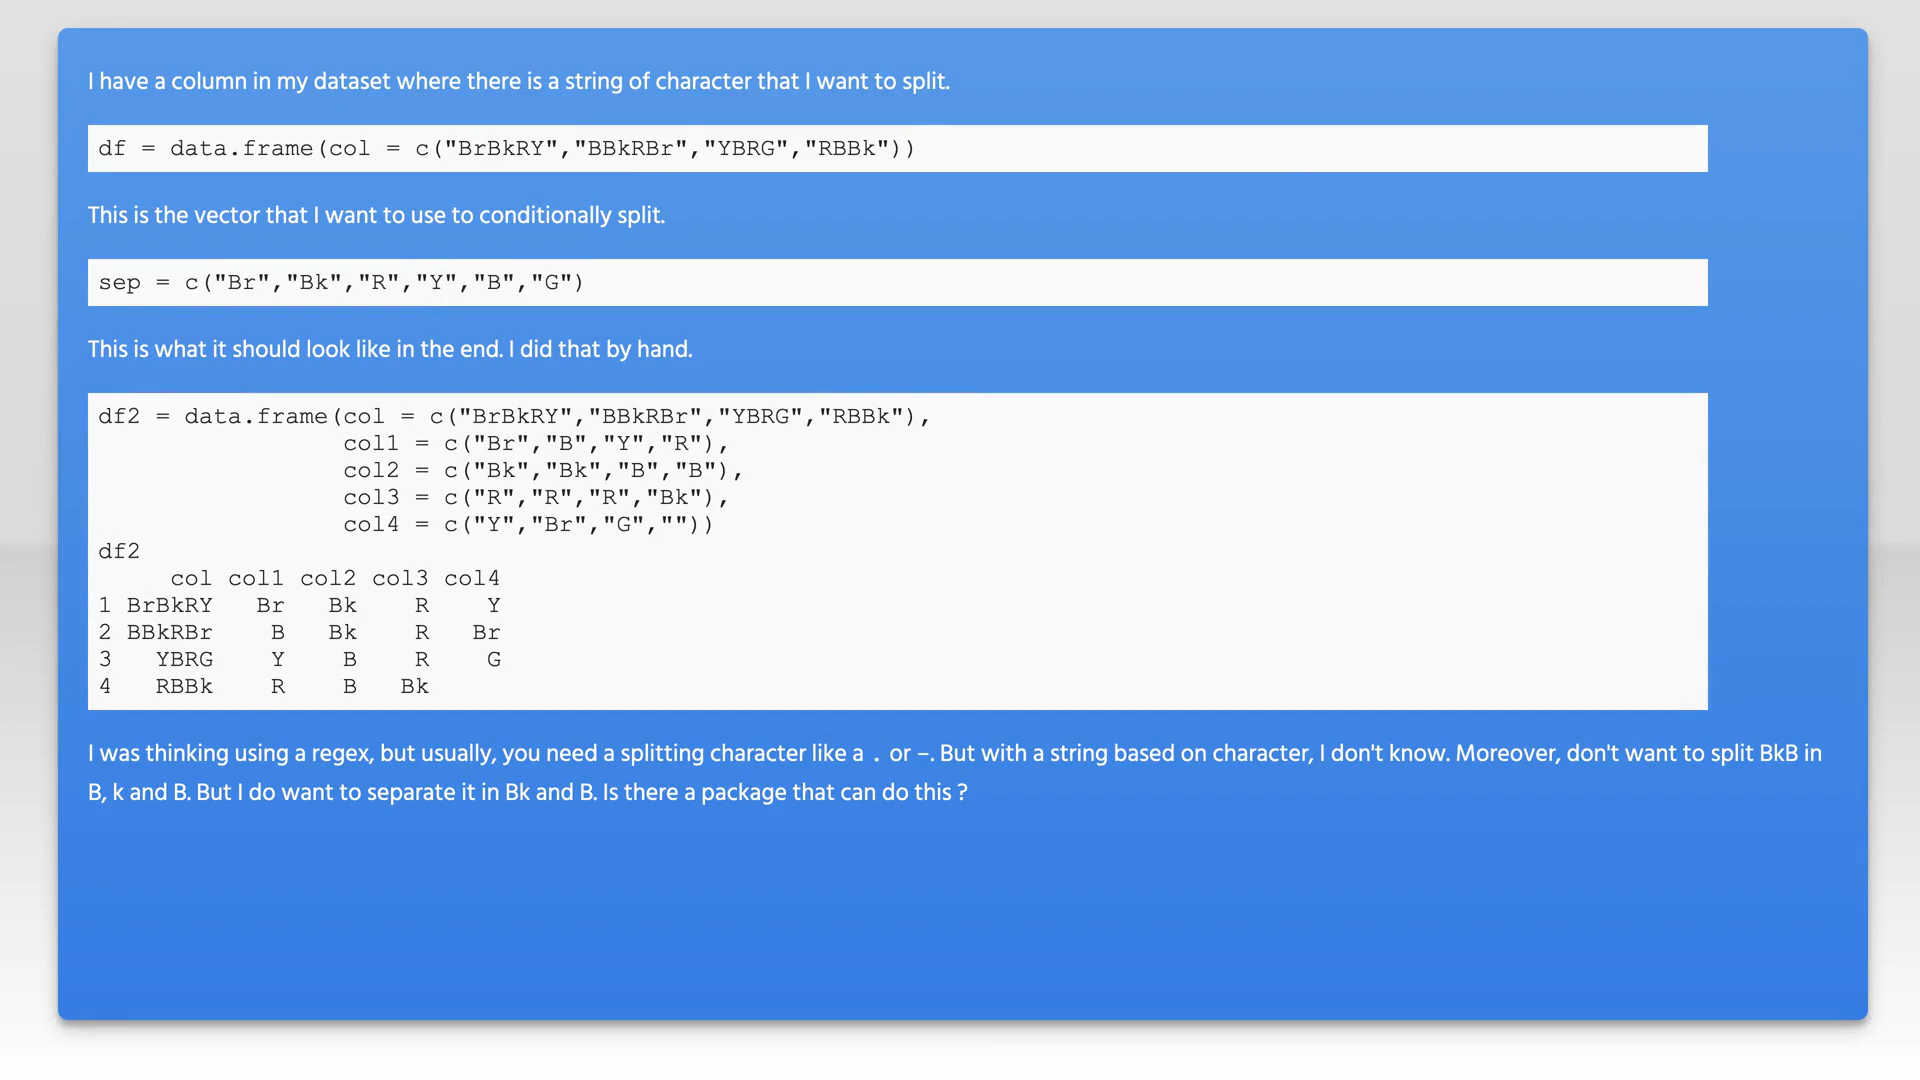 I have a column in my dataset where there is a string of character that I want to split.
df = data.frame(col = c("BrBkRY","BBkRBr","YBRG","RBBk"))
This is the vector that I want to use to conditionally split.
sep = c("Br","Bk","R","Y","B","G")
This is what it should look like in the end. I did that by hand.
df2 = data.frame(col = c("BrBkRY","BBkRBr","YBRG","RBBk"),
                 col1 = c("Br","B","Y","R"),
                 col2 = c("Bk","Bk","B","B"),
                 col3 = c("R","R","R","Bk"),
                 col4 = c("Y","Br","G",""))
df2
     col col1 col2 col3 col4
1 BrBkRY   Br   Bk    R    Y
2 BBkRBr    B   Bk    R   Br
3   YBRG    Y    B    R    G
4   RBBk    R    B   Bk
I was thinking using a regex, but usually, you need a splitting character like a . or –. But with a string based on character, I don't know. Moreover, don't want to split BkB in
B, k and B. But I do want to separate it in Bk and B. Is there a package that can do this ?